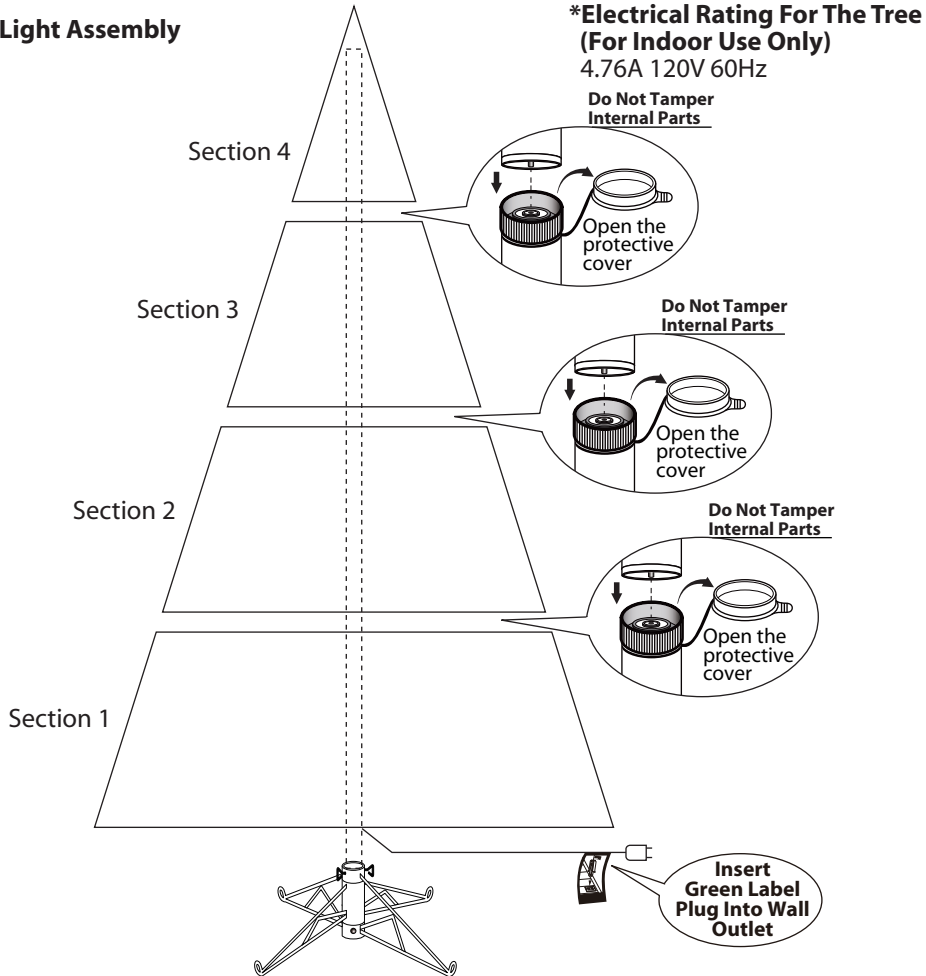 Light Assembly
*Electrical Rating For The Tree
(For Indoor Use Only)
4.76A 120V 60Hz
Do Not Tamper
Internal Parts
Section 4
Open the
protective
cover
Section 3
Do Not Tamper
Internal Parts
Open the
protective
cover
Section 2
Do Not Tamper
Internal Parts
Open the
protective
cover
Section 1
Insert
Green Label
Plug Into Wall
Outlet